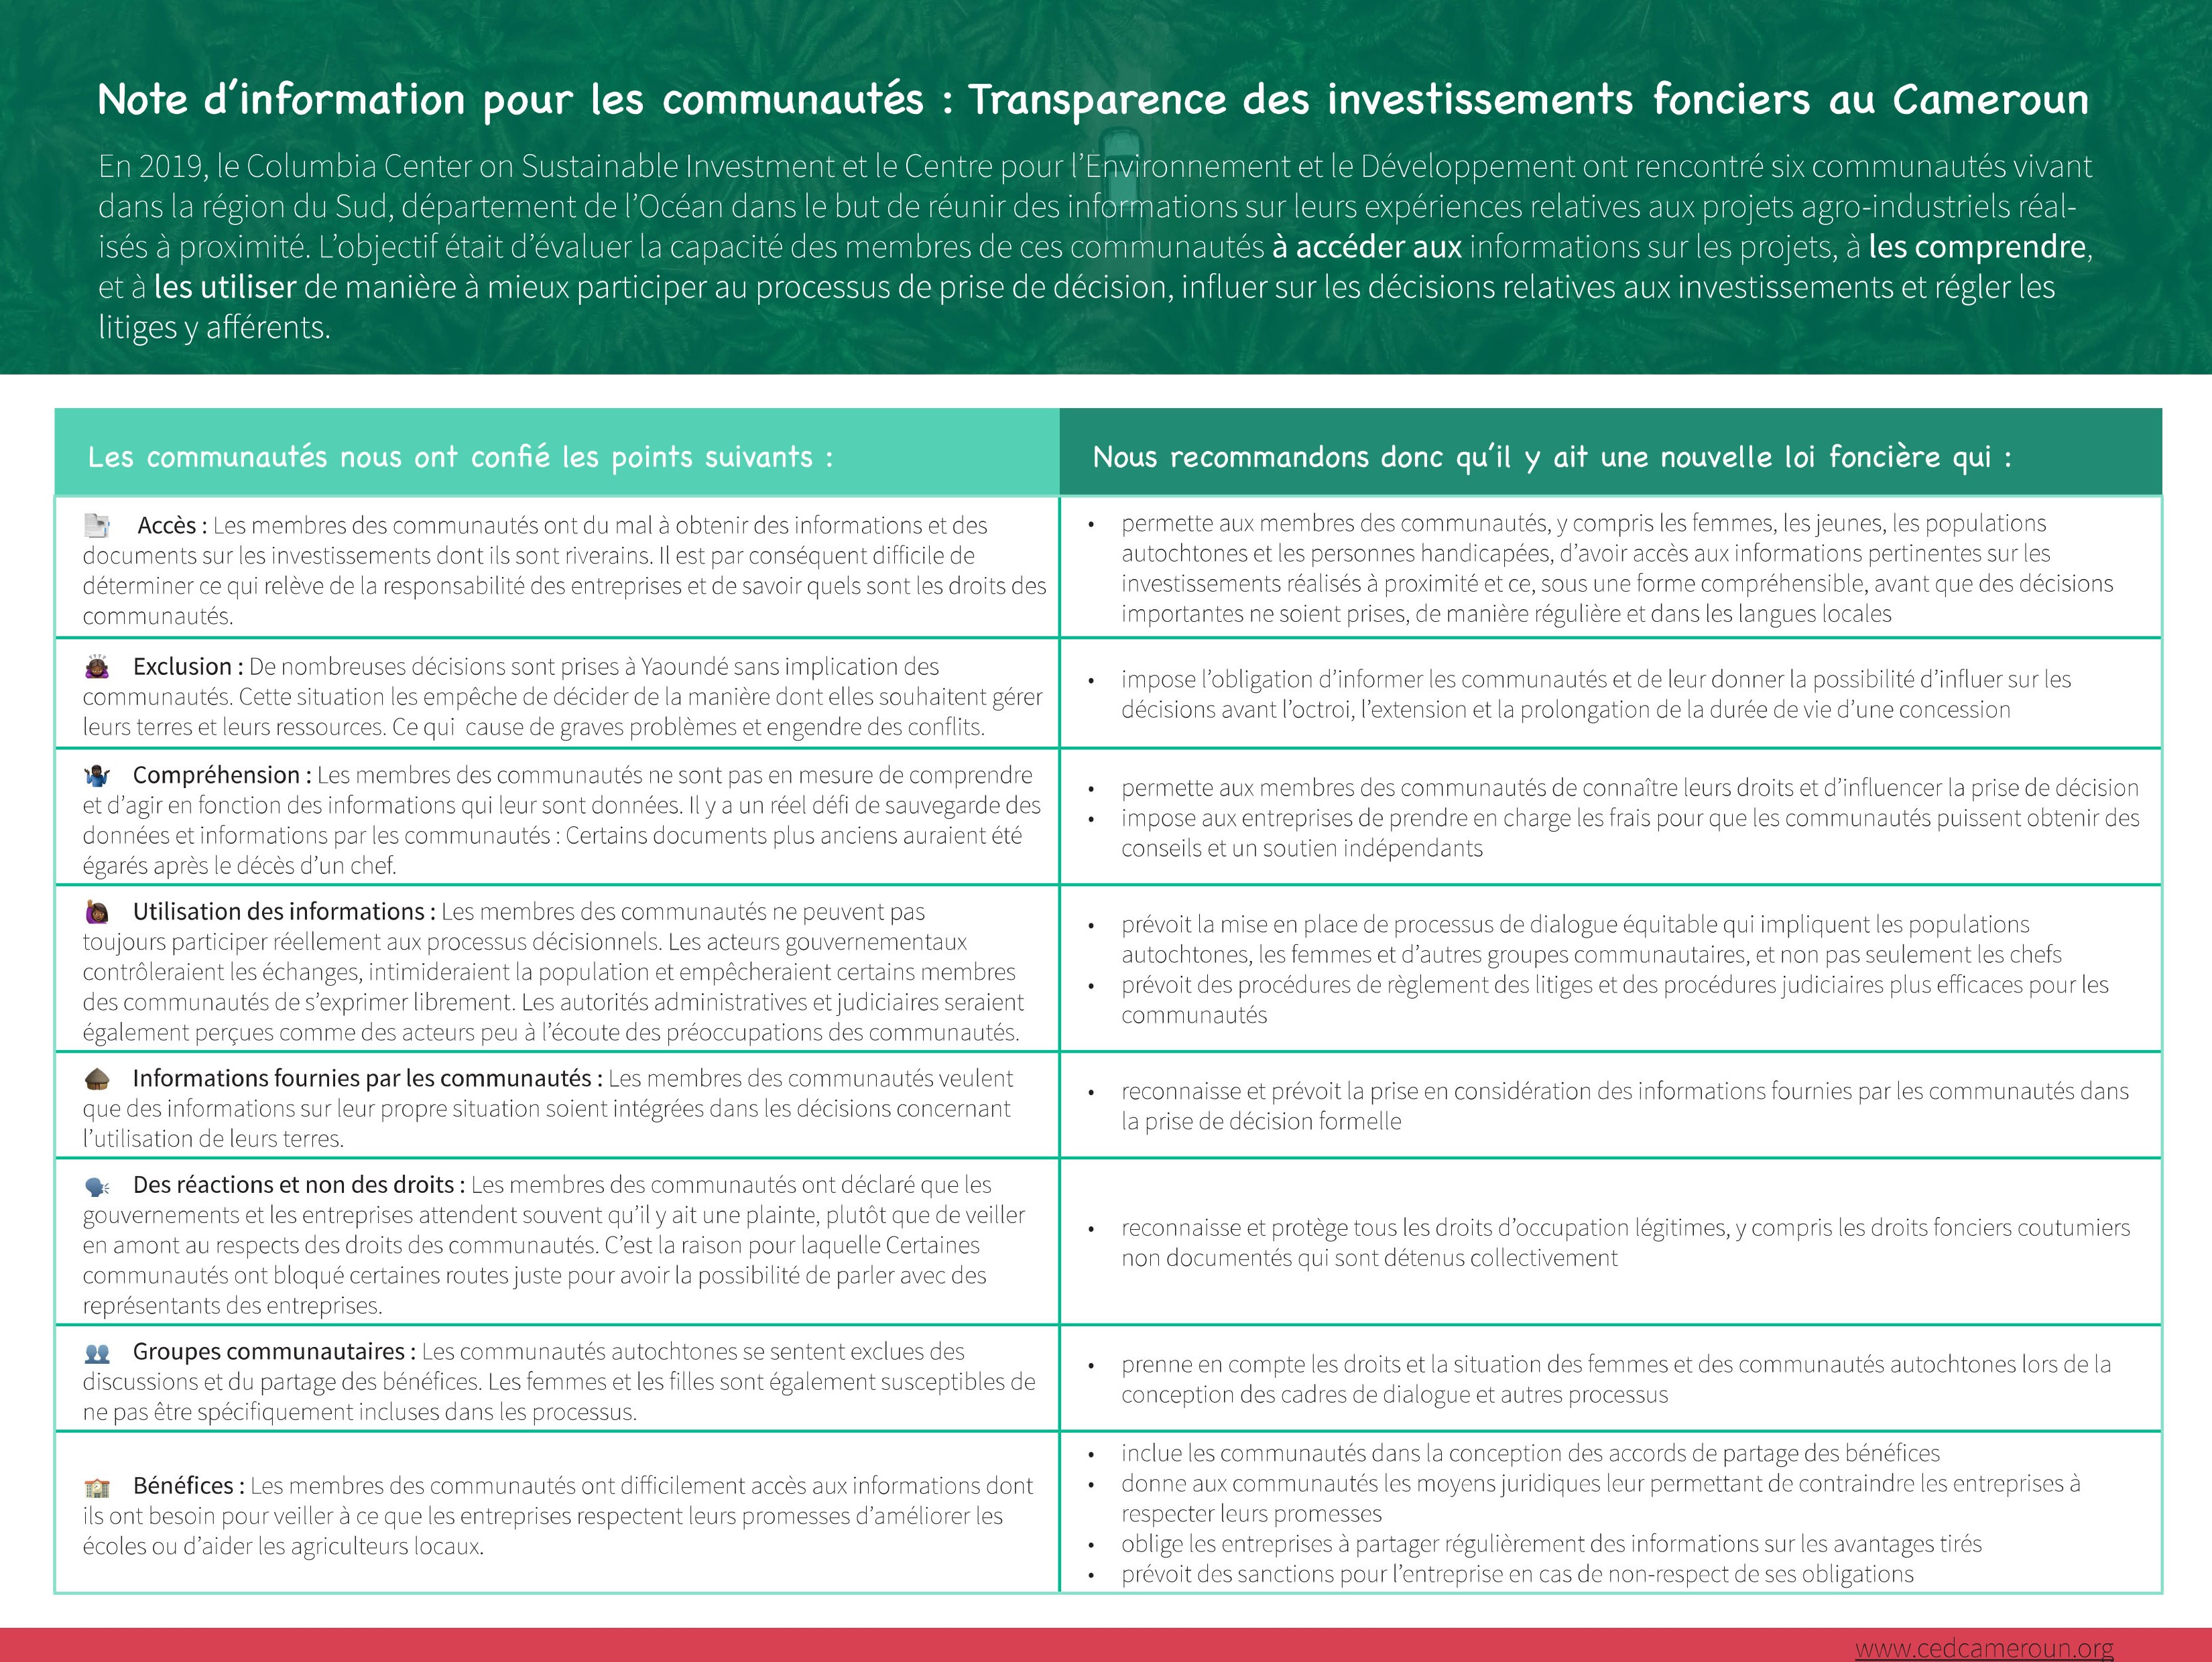 Note d’information pour les communautés : Transparence des investissements fonciers au Cameroun
En 2019, le Columbia Center on Sustainable Investment et le Centre pour l’Environnement et le Développement ont rencontré six communautés vivant
dans la région du Sud, département de l’Océan dans le but de réunir des informations sur leurs expériences relatives aux projets agro-industriels réal-
isés à proximité. L’objectif était d’évaluer la capacité des membres de ces communautés à accéder aux informations sur les projets, à les comprendre,
et à les utiliser de manière à mieux participer au processus de prise de décision, influer sur les décisions relatives aux investissements et régler les
litiges y afférents.
Les communautés nous ont confié les points suivants :
Nous recommandons donc qu’il y ait une nouvelle loi foncière qui :
Accès : Les membres des communautés ont du mal à obtenir des informations et des
documents sur les investissements dont ils sont riverains. Il est par conséquent difficile de
déterminer ce qui relève de la responsabilité des entreprises et de savoir quels sont les droits des
communautés.
• permette aux membres des communautés, y compris les femmes, les jeunes, les populations
autochtones et les personnes handicapées, d’avoir accès aux informations pertinentes sur les
investissements réalisés à proximité et ce, sous une forme compréhensible, avant que des décisions
importantes ne soient prises, de manière régulière et dans les langues locales
Exclusion : De nombreuses décisions sont prises à Yaoundé sans implication des
communautés. Cette situation les empêche de décider de la manière dont elles souhaitent gérer
leurs terres et leurs ressources. Ce qui  cause de graves problèmes et engendre des conflits.
• impose l’obligation d’informer les communautés et de leur donner la possibilité d’influer sur les
décisions avant l’octroi, l’extension et la prolongation de la durée de vie d’une concession
Compréhension : Les membres des communautés ne sont pas en mesure de comprendre
et d’agir en fonction des informations qui leur sont données. Il y a un réel défi de sauvegarde des
données et informations par les communautés : Certains documents plus anciens auraient été
égarés après le décès d’un chef.
• permette aux membres des communautés de connaître leurs droits et d’influencer la prise de décision
• impose aux entreprises de prendre en charge les frais pour que les communautés puissent obtenir des
conseils et un soutien indépendants
Utilisation des informations : Les membres des communautés ne peuvent pas
toujours participer réellement aux processus décisionnels. Les acteurs gouvernementaux
contrôleraient les échanges, intimideraient la population et empêcheraient certains membres
des communautés de s’exprimer librement. Les autorités administratives et judiciaires seraient
également perçues comme des acteurs peu à l’écoute des préoccupations des communautés.
• prévoit la mise en place de processus de dialogue équitable qui impliquent les populations
autochtones, les femmes et d’autres groupes communautaires, et non pas seulement les chefs
• prévoit des procédures de règlement des litiges et des procédures judiciaires plus efficaces pour les
communautés
Informations fournies par les communautés : Les membres des communautés veulent
que des informations sur leur propre situation soient intégrées dans les décisions concernant
l’utilisation de leurs terres.
• reconnaisse et prévoit la prise en considération des informations fournies par les communautés dans
la prise de décision formelle
Des réactions et non des droits : Les membres des communautés ont déclaré que les
gouvernements et les entreprises attendent souvent qu’il y ait une plainte, plutôt que de veiller
en amont au respects des droits des communautés. C’est la raison pour laquelle Certaines
communautés ont bloqué certaines routes juste pour avoir la possibilité de parler avec des
représentants des entreprises.
• reconnaisse et protège tous les droits d’occupation légitimes, y compris les droits fonciers coutumiers
non documentés qui sont détenus collectivement
Groupes communautaires : Les communautés autochtones se sentent exclues des
discussions et du partage des bénéfices. Les femmes et les filles sont également susceptibles de
ne pas être spécifiquement incluses dans les processus.
• prenne en compte les droits et la situation des femmes et des communautés autochtones lors de la
conception des cadres de dialogue et autres processus
Bénéfices : Les membres des communautés ont difficilement accès aux informations dont
ils ont besoin pour veiller à ce que les entreprises respectent leurs promesses d’améliorer les
écoles ou d’aider les agriculteurs locaux.
• inclue les communautés dans la conception des accords de partage des bénéfices
• donne aux communautés les moyens juridiques leur permettant de contraindre les entreprises à
respecter leurs promesses
• oblige les entreprises à partager régulièrement des informations sur les avantages tirés
• prévoit des sanctions pour l’entreprise en cas de non-respect de ses obligations
www.cedcameroun.org